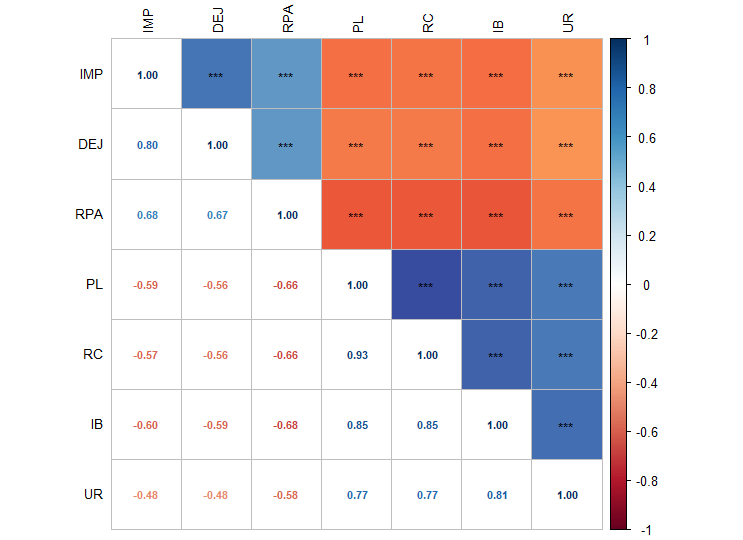 IMP DEJ RPA PL RC IB UR
1
IMP 1.00 *** *** *** *** *** ***
0.8
DEJ 0.80 1.00 *** *** *** *** ***
0.6
0.4
RPA 0.68 0.67 1.00 *** *** *** ***
0.2
PL -0.59 -0.56 -0.66 1.00 *** *** *** 0
-0.2
RC -0.57 -0.56 -0.66 0.93 1.00 *** ***
-0.4
IB -0.60 -0.59 -0.68 0.85 0.85 1.00 ***
-0.6
-0.8
UR -0.48 -0.48 -0.58 0.77 0.77 0.81 1.00
-1